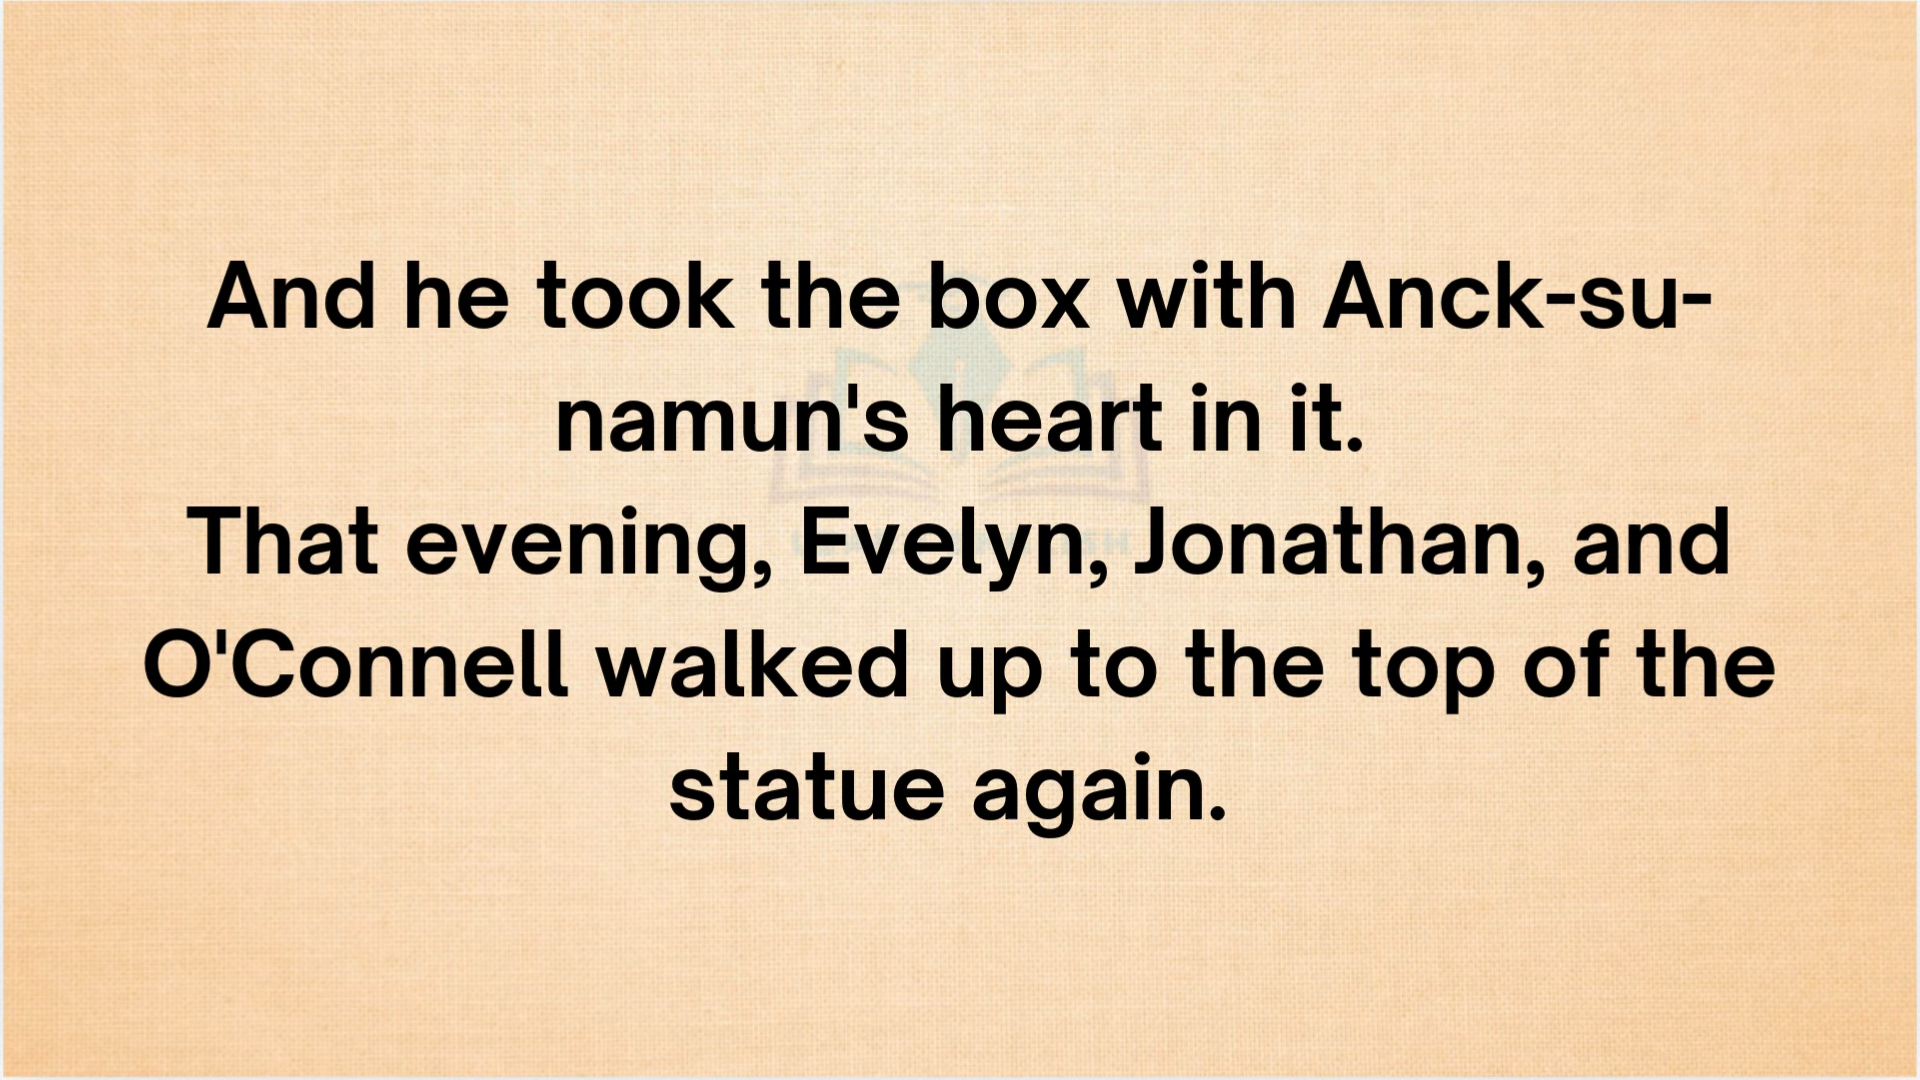 And he took the box with Anck-su-
namun's heart in it.
That evening, Evelyn, Jonathan, and
O'Connell walked up to the top of the
statue again.